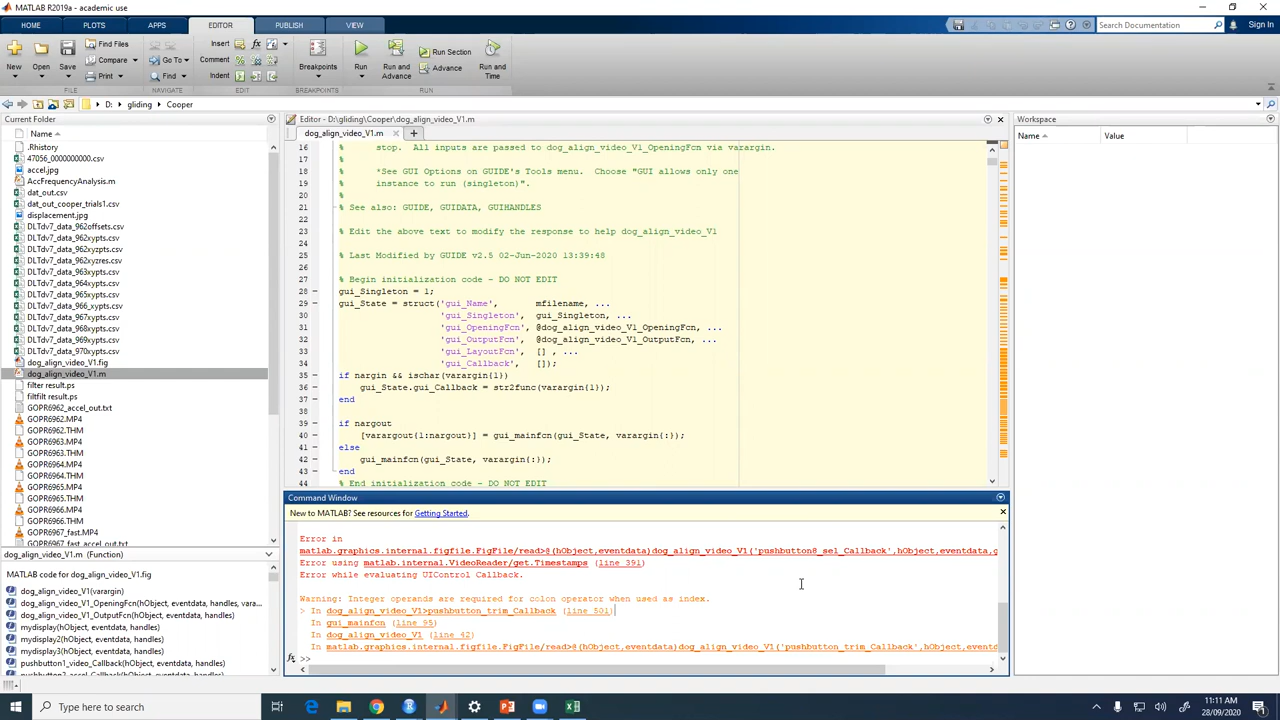 MATLAB R2019a - academic use
HOME PLOTS APPS EDITOR PUBLISH VIEW
Search Documentation
Sign In
New Open Save
Find Files
Compare
Print
Go To
Find
Insert
Comment
Indent
Breakpoints
Run
Run and Advance
Run Section
Advance
Run and Time
FILE NAVIGATE EDIT BREAKPOINTS RUN
D: gliding Cooper
Current Folder
Name
.Rhistory
47056_0000000000.csv
accel.jpg
AccFrequencyAnalysis.m
dat_out.csv
dat_out_cooper_trials1.csv
displacement.jpg
DLTdv7_data_962offsets.csv
DLTdv7_data_962xypts.csv
DLTdv7_data_962xyzpts.csv
DLTdv7_data_962xyzres.csv
DLTdv7_data_963xypts.csv
DLTdv7_data_964xypts.csv
DLTdv7_data_965xypts.csv
DLTdv7_data_966_xypts.csv
DLTdv7_data_967xypts.csv
DLTdv7_data_968xypts.csv
DLTdv7_data_969xypts.csv
DLTdv7_data_970xypts.csv
dog_align_video_V1.fig
dog_align_video_V1.m
filter result.ps
filtfilt result.ps
GOPR6962_accel_out.txt
GOPR6962.MP4
GOPR6962.THM
GOPR6963.MP4
GOPR6963.THM
GOPR6964.MP4
GOPR6964.THM
GOPR6965.MP4
GOPR6965.THM
GOPR6966.MP4
GOPR6966.THM
GOPR6967_fast.MP4
GOPR6967_fast_accel_out.txt
dog_align_video_V1.m (Function)
MATLAB code for dog_align_video_V1.fig
dog_align_video_V1(varargin)
dog_align_video_V1_OpeningFcn(hObject, eventdata, handles, varargin)
dog_align_video_V1_OutputFcn(hObject, eventdata, handles)
mydisplay(hObject, eventdata, handles)
mydisplay2(hObject, eventdata, handles)
pushbutton1_video_Callback(hObject, eventdata, handles)
Editor - D:\gliding\Cooper\dog_align_video_V1.m
dog_align_video_V1.m
16 % stop. All inputs are passed to dog_align_video_V1_OpeningFcn via varargin.
17 %
18 % *See GUI Options on GUIDE's Tools menu. Choose "GUI allows only one
19 % instance to run (singleton)".
20 %
21 % See also: GUIDE, GUIDATA, GUIHANDLES
22
23 % Edit the above text to modify the response to help dog_align_video_V1
24
25 % Last Modified by GUIDE v2.5 02-Jun-2020 13:39:48
26
27 % Begin initialization code - DO NOT EDIT
28 gui_Singleton = 1;
29 gui_State = struct('gui_Name', mfilename, ...
30 'gui_Singleton', gui_Singleton, ...
31 'gui_OpeningFcn', @dog_align_video_V1_OpeningFcn, ...
32 'gui_OutputFcn', @dog_align_video_V1_OutputFcn, ...
33 'gui_LayoutFcn', [] , ...
34 'gui_Callback', []);
35 if nargin && ischar(varargin{1})
36 gui_State.gui_Callback = str2func(varargin{1});
37 end
38
39 if nargout
40 [varargout{1:nargout}] = gui_mainfcn(gui_State, varargin{:});
41 else
42 gui_mainfcn(gui_State, varargin{:});
43 end
44 % End initialization code - DO NOT EDIT
Command Window
New to MATLAB? See resources for Getting Started.
Error in
matlab.graphics.internal.figfile.FigFile/read>@(hObject,eventdata)dog_align_video_V1('pushbutton8_sel_Callback',hObject,eventdata,g
Error using matlab.internal.VideoReader/get.Timestamps (line 391)
Error while evaluating UIControl Callback.
Warning: Integer operands are required for colon operator when used as index.
> In dog_align_video_V1>pushbutton_trim_Callback (line 501)
In gui_mainfcn (line 95)
In dog_align_video_V1 (line 42)
In matlab.graphics.internal.figfile.FigFile/read>@(hObject,eventdata)dog_align_video_V1('pushbutton_trim_Callback',hObject,eventd
fx >>
Workspace
Name Value
Type here to search
11:11 AM
28/09/2020